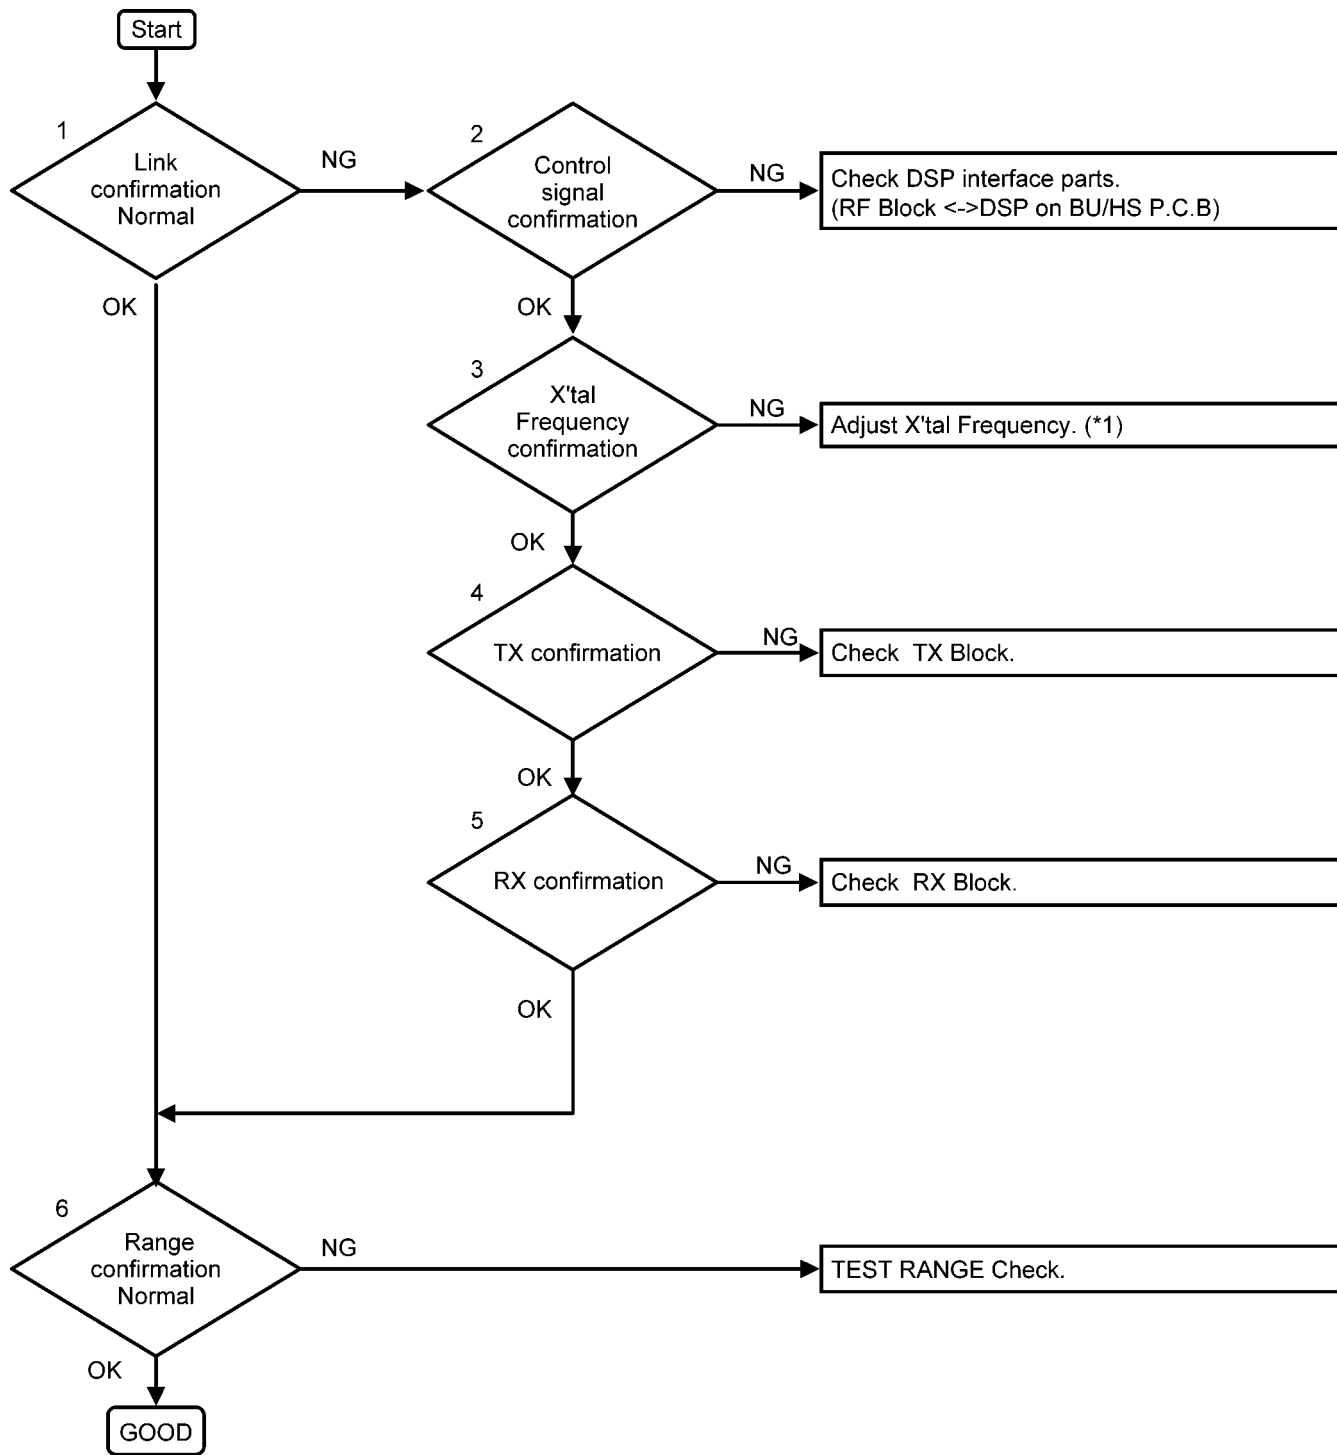 Start
1
Link
confirmation
Normal
NG
OK
2
Control
signal
confirmation
NG
Check DSP interface parts.
(RF Block <->DSP on BU/HS P.C.B)
OK
3
X'tal
Frequency
confirmation
NG
Adjust X'tal Frequency. (*1)
OK
4
TX confirmation
NG
Check TX Block.
OK
5
RX confirmation
NG
Check RX Block.
OK
6
Range
confirmation
Normal
NG
TEST RANGE Check.
OK
GOOD